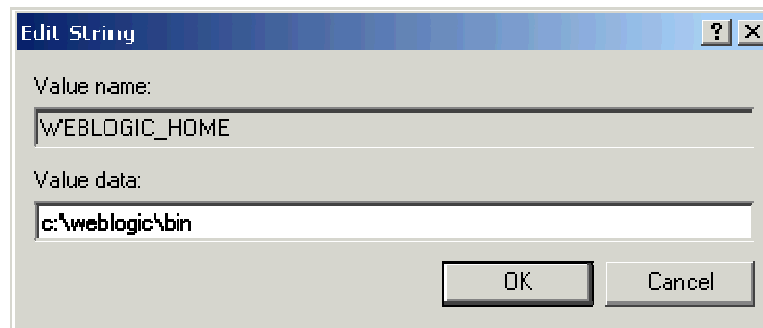 Edit String
Value name:
WEBLOGIC_HOME
Value data:
c:\weblogic\bin
OK
Cancel